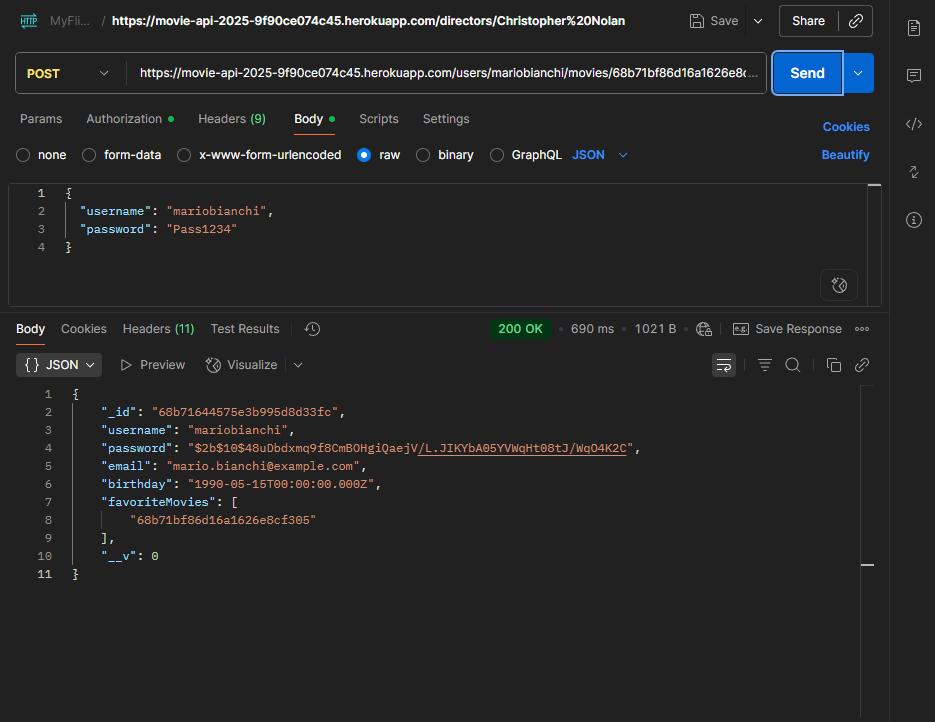 HTTP MyFli... / https://movie-api-2025-9f90ce074c45.herokuapp.com/directors/Christopher%20Nolan Save Share
POST https://movie-api-2025-9f90ce074c45.herokuapp.com/users/mariobianchi/movies/68b71bf86d16a1626e8c... Send
Params Authorization Headers (9) Body Scripts Settings Cookies
none form-data x-www-form-urlencoded raw binary GraphQL JSON Beautify
1 {
2 "username": "mariobianchi",
3 "password": "Pass1234"
4 }
Body Cookies Headers (11) Test Results 200 OK • 690 ms • 1021 B • e.g. Save Response
{} JSON Preview Visualize
1 {
2 "_id": "68b71644575e3b995d8d33fc",
3 "username": "mariobianchi",
4 "password": "$2b$10$48uDbdxmq9f8CmBOHgiQaejV/L.JIKYbA05YVWqHt08tJ/WqO4K2C",
5 "email": "mario.bianchi@example.com",
6 "birthday": "1990-05-15T00:00:00.000Z",
7 "favoriteMovies": [
8 "68b71bf86d16a1626e8cf305"
9 ],
10 "__v": 0
11 }